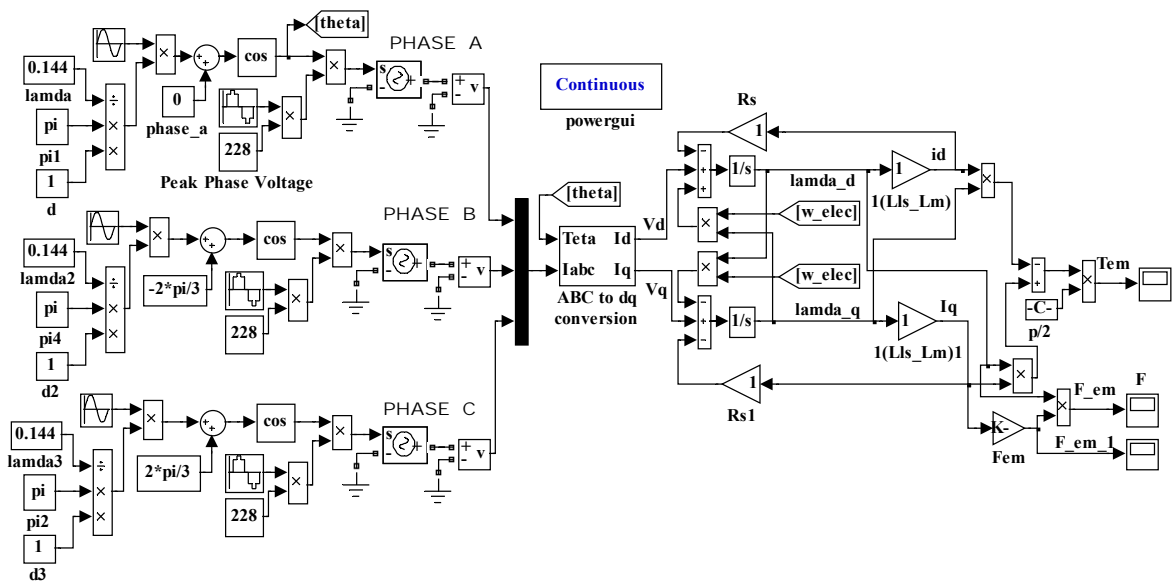 [theta]
PHASE A
0.144
lamda
cos
s
+
-
v
pi
pi1
0
phase_a
228
Peak Phase Voltage
1
d
Continuous
powergui
Rs
1
1/s
lamda_d
1
id
1(Lls_Lm)
[theta]
[w_elec]
Vd
Teta Id
Iabc Iq
ABC to dq
conversion
Vq
[w_elec]
1/s
lamda_q
1
Iq
1(Lls_Lm)1
1
Rs1
Tem
-C-
p/2
F_em
F
K-
Fem
F_em_1
PHASE B
0.144
lamda2
cos
s
+
-
v
pi
pi4
-2*pi/3
228
1
d2
PHASE C
0.144
lamda3
cos
s
+
-
v
pi
pi2
2*pi/3
228
1
d3